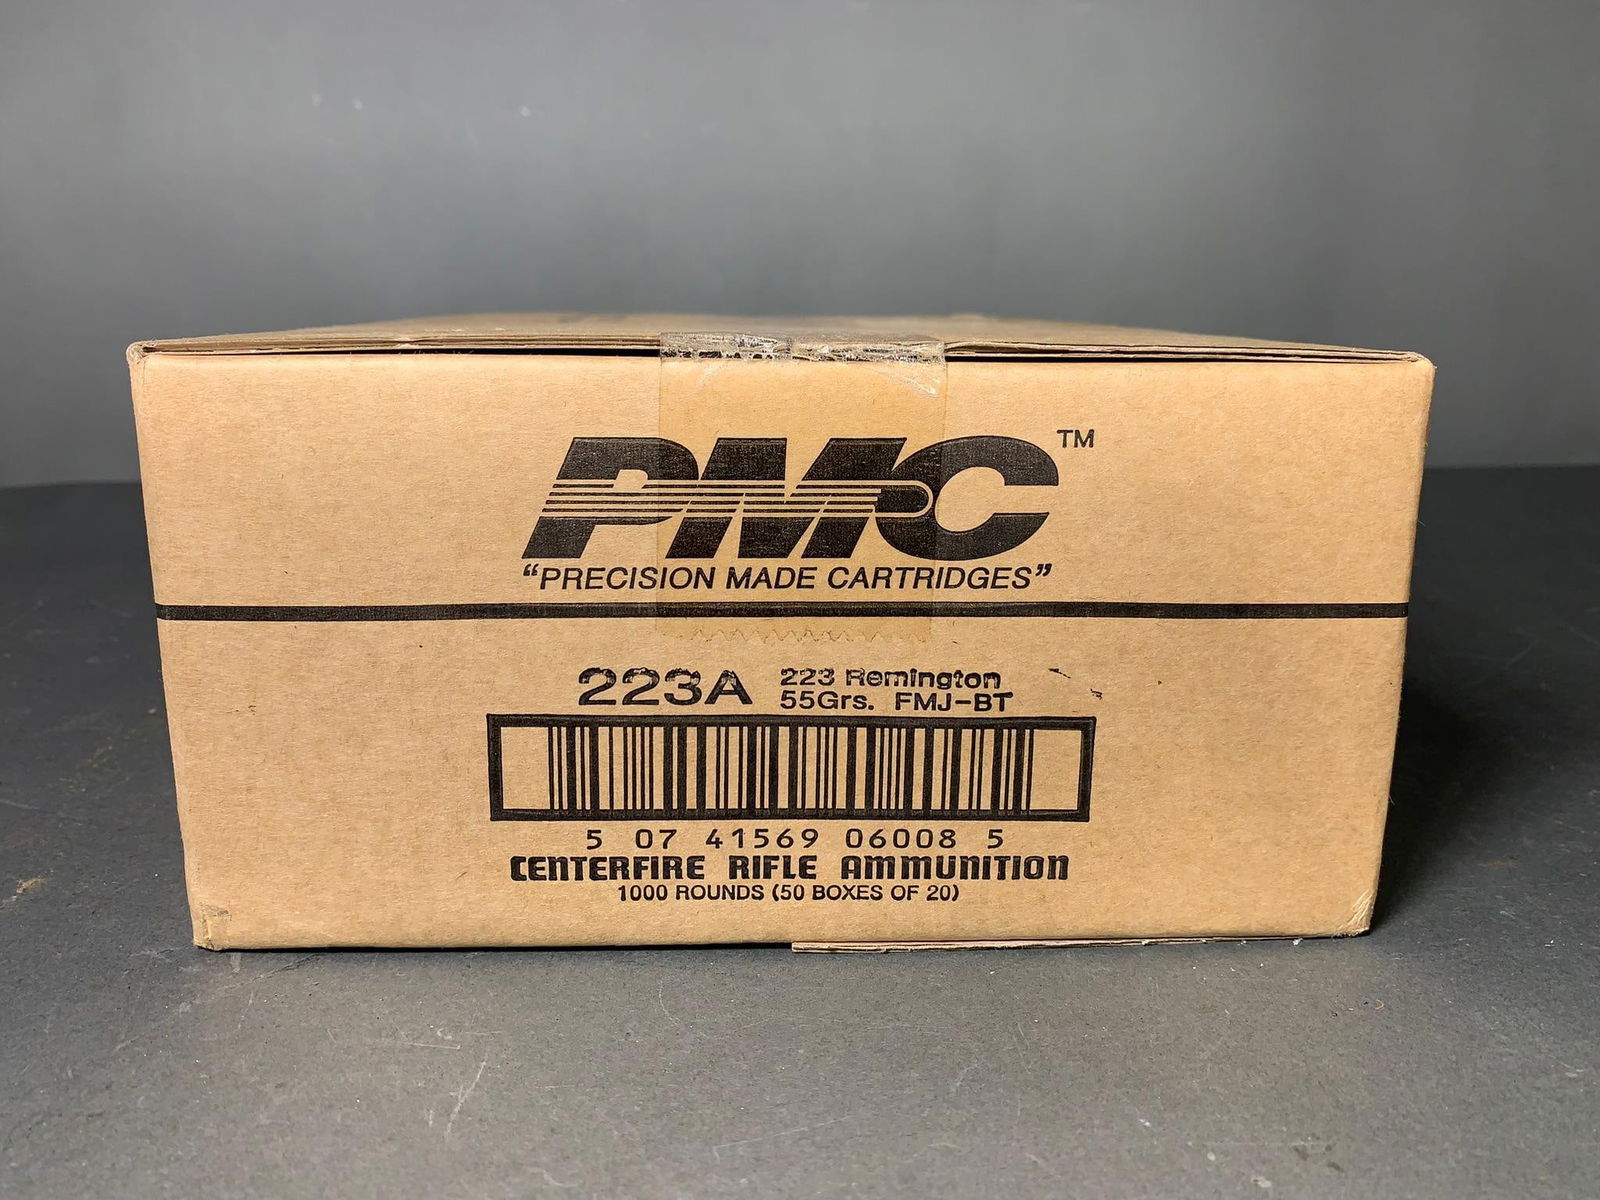 PMC™
"PRECISION MADE CARTRIDGES"
223A 223 Remington
55Grs. FMJ-BT
5 07 41569 06008 5
CENTERFIRE RIFLE AMMUNITION
1000 ROUNDS (50 BOXES OF 20)